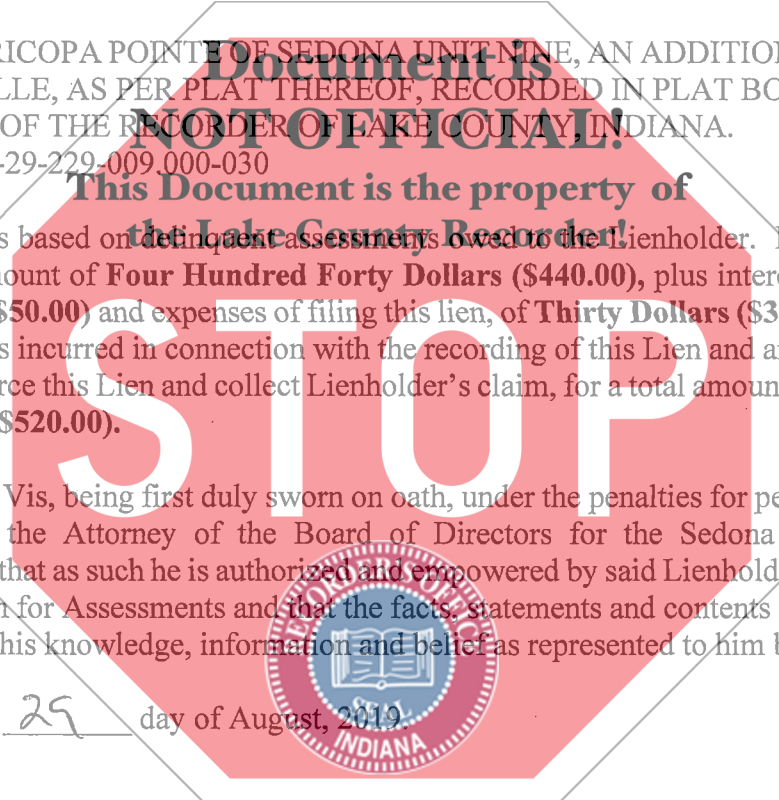 RICOPA POINTE OF SEDONA UNIT NINE, AN ADDITIO
Document is
LLE, AS PER PLAT THEREOF, RECORDED IN PLAT BO
NOT OFFICIAL!
OF THE RECORDER OF LAKE COUNTY, INDIANA.
-29-229-009.000-030
This Document is the property of
the Lake County Recorder!
s based on delinquent assessments owed to the Lienholder.
ount of Four Hundred Forty Dollars ($440.00), plus inter
$50.00) and expenses of filing this lien, of Thirty Dollars ($3
s incurred in connection with the recording of this Lien and a
rce this Lien and collect Lienholder's claim, for a total amoun
$520.00).
STOP
Vis, being first duly sworn on oath, under the penalties for pe
the Attorney of the Board of Directors for the Sedona
that as such he is authorized and empowered by said Lienhold
n for Assessments and that the facts, statements and contents
his knowledge, information and belief as represented to him b
29 day of August, 2019.
RECORDER'S OFFICE
SEAL
INDIANA